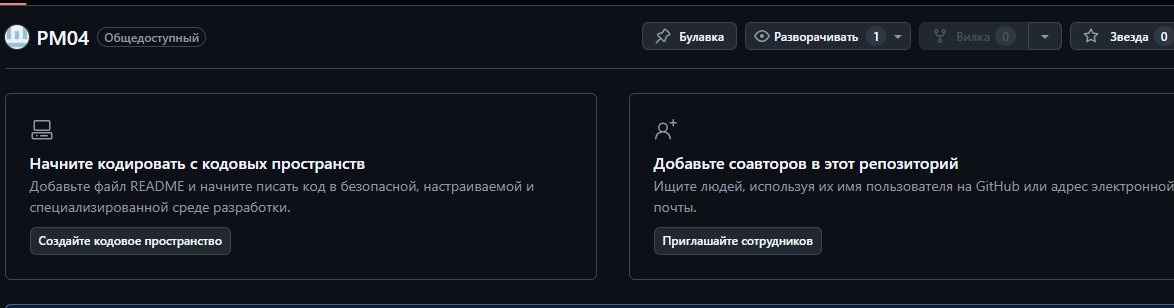 PM04 Общедоступный
Булавка Разворачивать 1 Вилка 0 Звезда 0
Начните кодировать с кодовых пространств
Добавьте файл README и начните писать код в безопасной, настраиваемой и
специализированной среде разработки.
Создайте кодовое пространство
Добавьте соавторов в этот репозиторий
Ищите людей, используя их имя пользователя на GitHub или адрес электронной
почты.
Приглашайте сотрудников